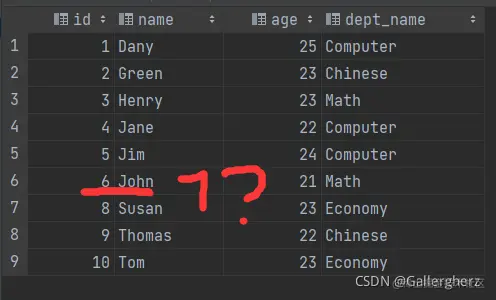 id name age dept_name
1 1 Dany 25 Computer
2 2 Green 23 Chinese
3 3 Henry 23 Math
4 4 Jane 22 Computer
5 5 Jim 24 Computer
6 6 John 21 Math
7 ?
7 8 Susan 23 Economy
8 9 Thomas 22 Chinese
9 10 Tom 23 Economy
CSDN @Gallergherz